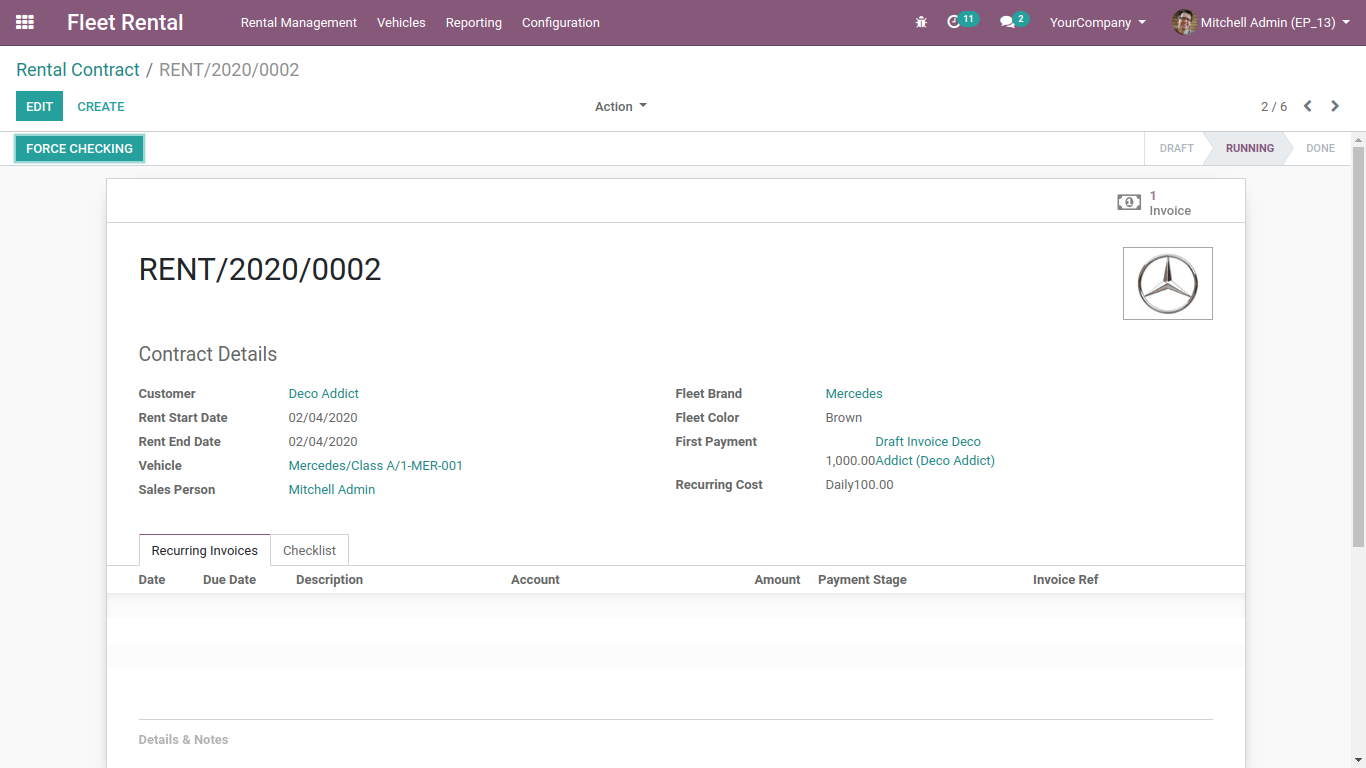 Fleet Rental Rental Management Vehicles Reporting Configuration 11 2 YourCompany Mitchell Admin (EP_13)
Rental Contract / RENT/2020/0002
EDIT CREATE Action 2 / 6
FORCE CHECKING DRAFT RUNNING DONE
1
Invoice
RENT/2020/0002
Contract Details
Customer Deco Addict Fleet Brand Mercedes
Rent Start Date 02/04/2020 Fleet Color Brown
Rent End Date 02/04/2020 First Payment Draft Invoice Deco
1,000.00Addict (Deco Addict)
Vehicle Mercedes/Class A/1-MER-001
Recurring Cost Daily100.00
Sales Person Mitchell Admin
Recurring Invoices Checklist
Date Due Date Description Account Amount Payment Stage Invoice Ref
Details & Notes